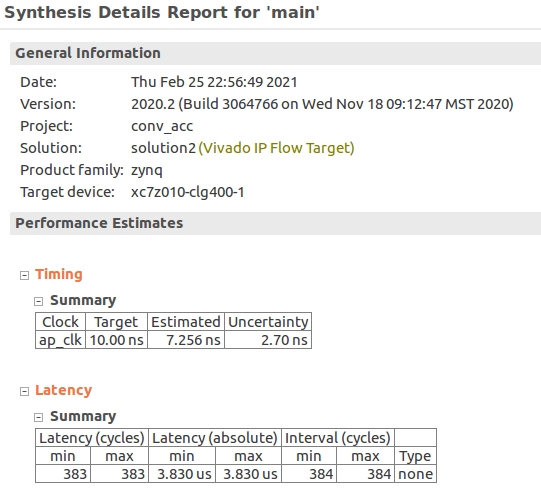 Synthesis Details Report for 'main'
General Information
Date: Thu Feb 25 22:56:49 2021
Version: 2020.2 (Build 3064766 on Wed Nov 18 09:12:47 MST 2020)
Project: conv_acc
Solution: solution2 (Vivado IP Flow Target)
Product family: zynq
Target device: xc7z010-clg400-1
Performance Estimates
Timing
Summary
Clock Target Estimated Uncertainty
ap_clk 10.00 ns 7.256 ns 2.70 ns
Latency
Summary
Latency (cycles) Latency (absolute) Interval (cycles)
min max min max min max Type
383 383 3.830 us 3.830 us 384 384 none